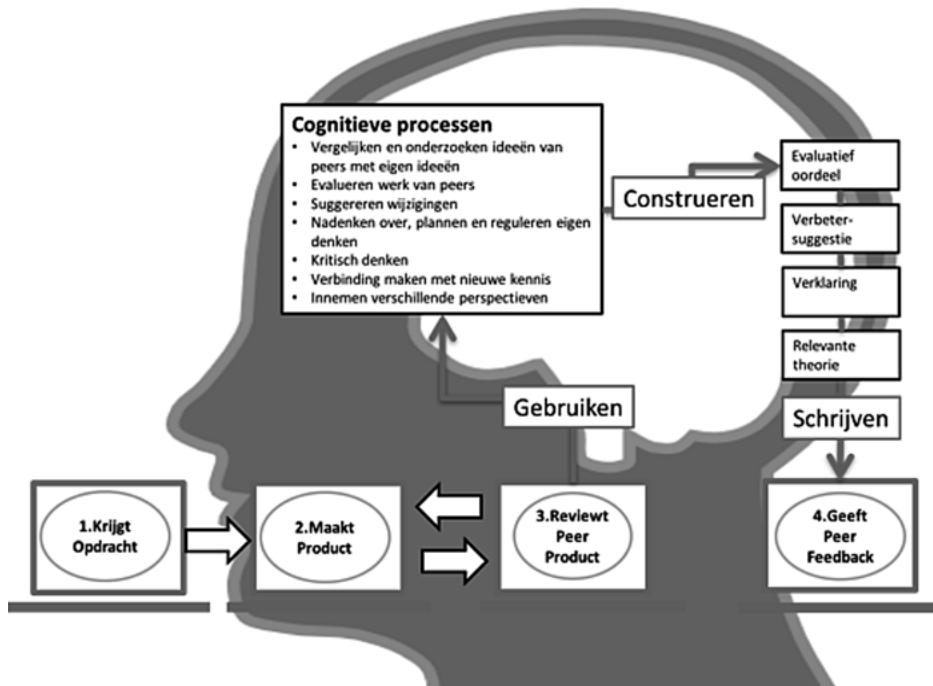 Cognitieve processen
• Vergelijken en onderzoeken ideeën van
peers met eigen ideeën
• Evalueren werk van peers
• Suggereren wijzigingen
• Nadenken over, plannen en reguleren eigen
denken
• Kritisch denken
• Verbinding maken met nieuwe kennis
• Innemen verschillende perspectieven
Construeren
Evaluatief
oordeel
Verbeter-
suggestie
Verklaring
Relevante
theorie
Gebruiken
Schrijven
1.Krijgt
Opdracht
2.Maakt
Product
3.Reviewt
Peer
Product
4.Geeft
Peer
Feedback